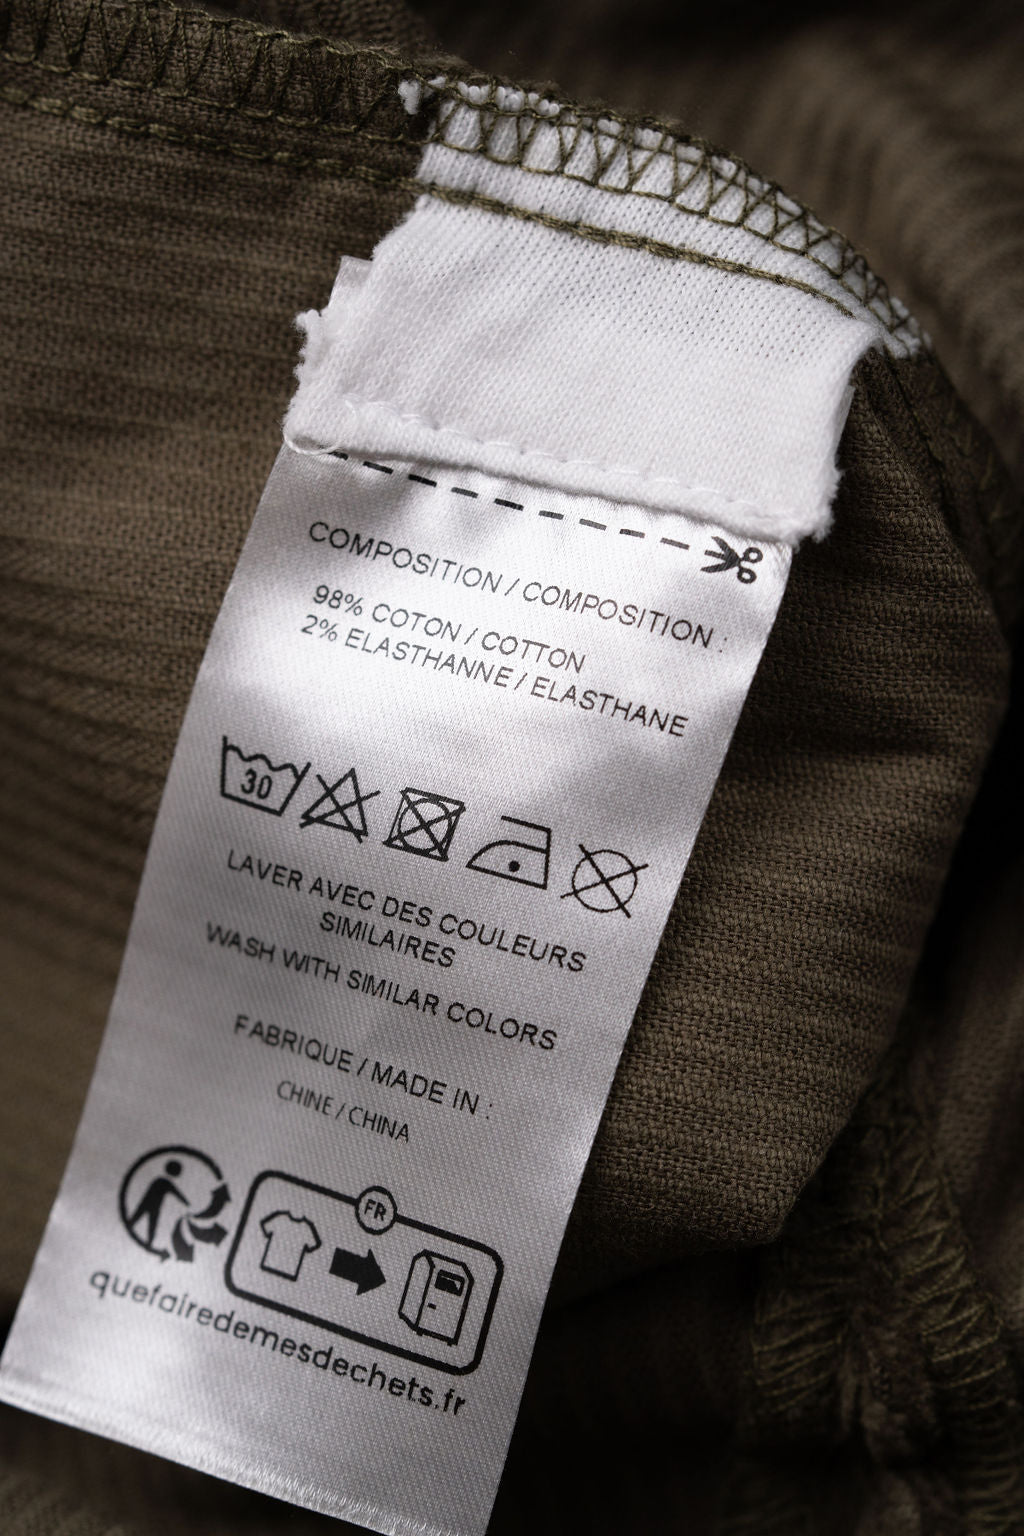 COMPOSITION / COMPOSITION :
98% COTON / COTTON
2% ELASTHANNE / ELASTHANE
30
LAVER AVEC DES COULEURS
SIMILAIRES
WASH WITH SIMILAR COLORS
FABRIQUE / MADE IN :
CHINE / CHINA
FR
quefairedemesdechets.fr